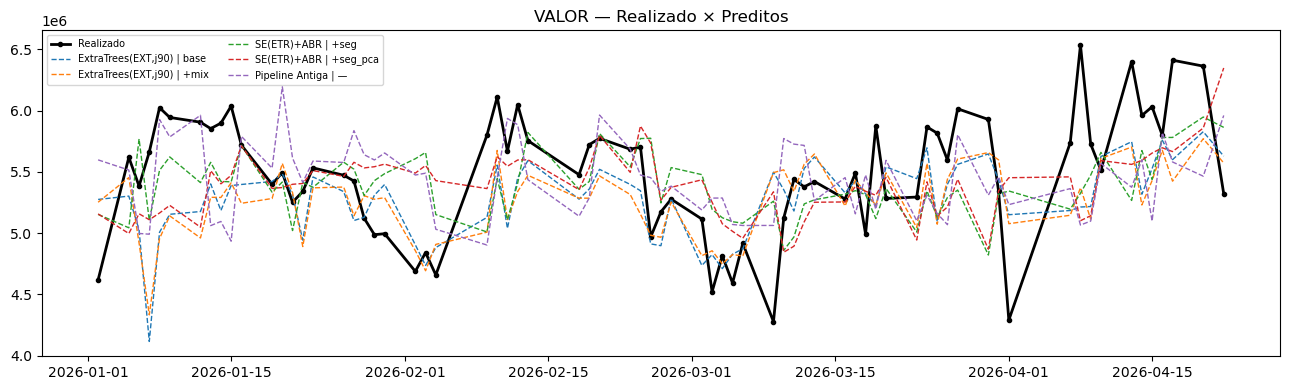 VALOR — Realizado × Preditos
1e6
Realizado
ExtraTrees(EXT,j90) | base
ExtraTrees(EXT,j90) | +mix
SE(ETR)+ABR | +seg
SE(ETR)+ABR | +seg_pca
Pipeline Antiga | —
6.5
6.0
5.5
5.0
4.5
4.0
2026-01-01
2026-01-15
2026-02-01
2026-02-15
2026-03-01
2026-03-15
2026-04-01
2026-04-15